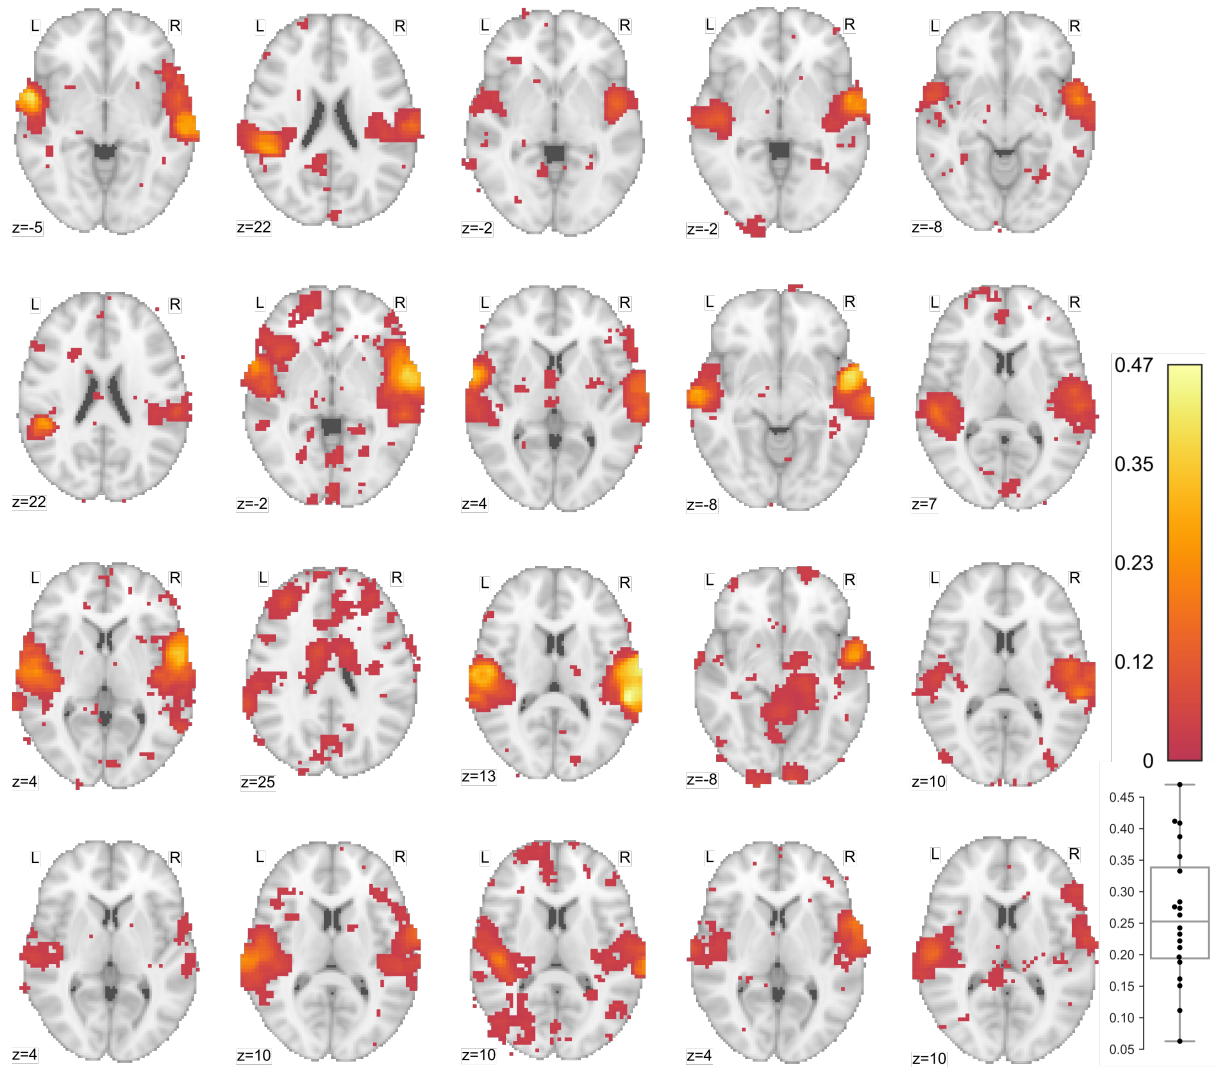 L R L R L R L R L R
z=-5 z=22 z=-2 z=-2 z=-8
L R L R L R L R L R
z=22 z=-2 z=4 z=-8 z=7
0.47
0.35
0.23
0.12
0
L R L R L R L R L R
z=4 z=25 z=13 z=-8 z=10
0.45
0.40
0.35
0.30
0.25
0.20
0.15
0.10
0.05
L R L R L R L R L R
z=4 z=10 z=10 z=4 z=10